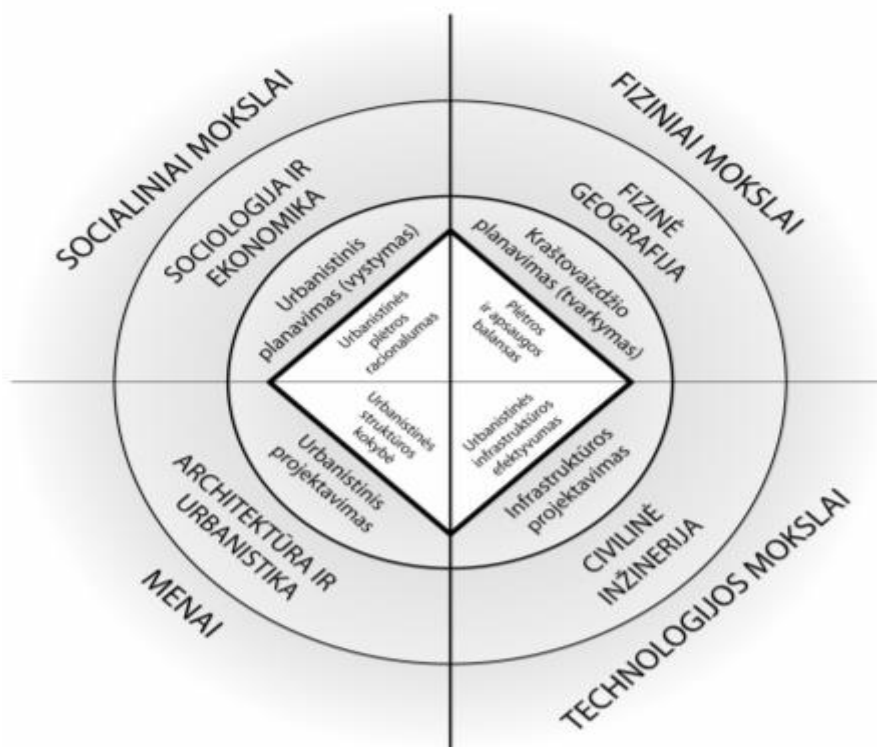 SOCIALINIAI MOKSLAI
SOCIOLOGIJA IR
EKONOMIKA
Urbanistinis
planavimas (vystymas)
Urbanistinės
plėtros
racionalumas
FIZINIAI MOKSLAI
FIZINĖ
GEOGRAFIJA
Kraštovaizdžio
planavimas (tvarkymas)
Plėtros
ir apsaugos
balansas
Urbanistinės
struktūros
kokybė
Urbanistinis
projektavimas
ARCHITEKTŪRA IR
URBANISTIKA
MENAI
Urbanistinės
infrastruktūros
efektyvumas
Infrastruktūros
projektavimas
CIVILINĖ
INŽINERIJA
TECHNOLOGIJOS MOKSLAI